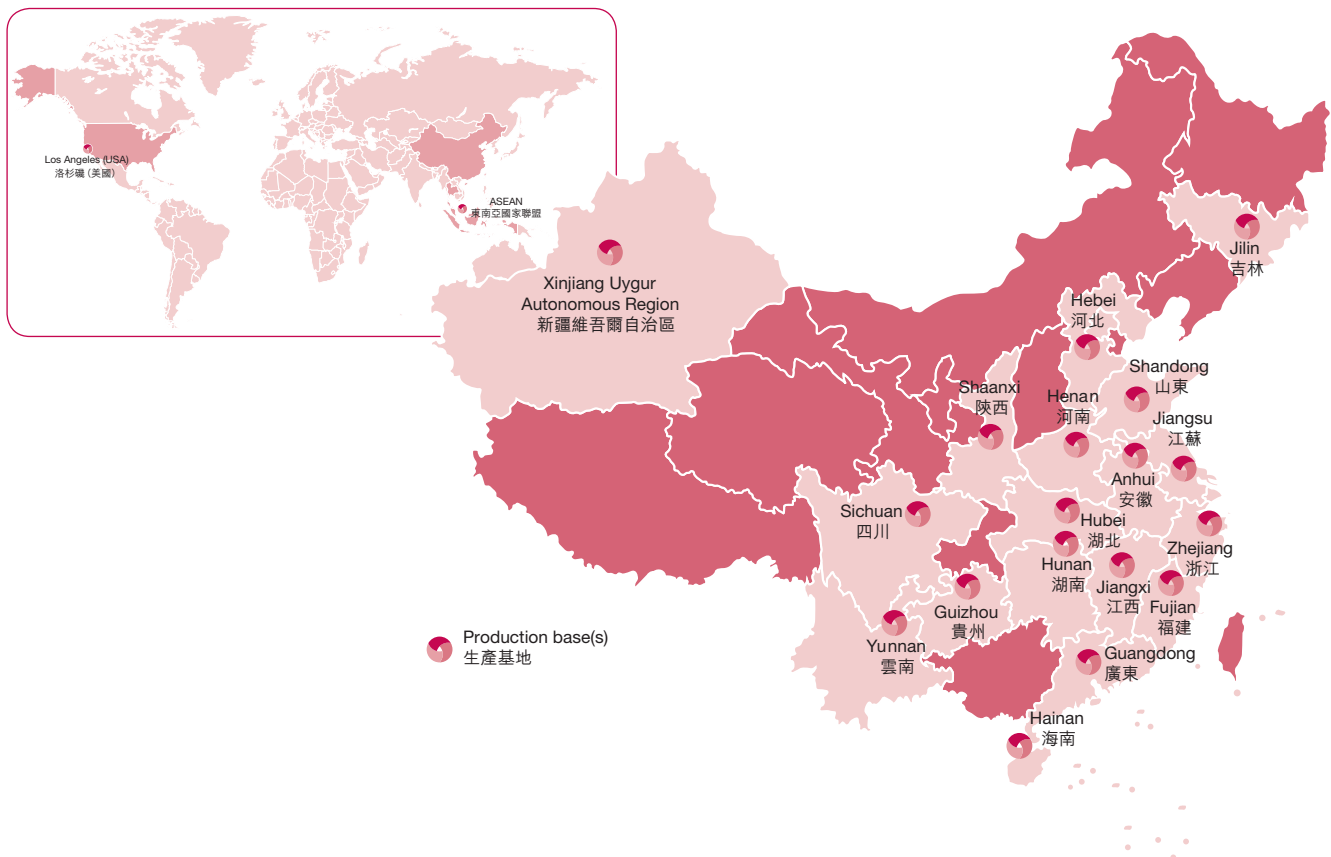 Los Angeles (USA)
洛杉磯 (美國)
ASEAN
東南亞國家聯盟
Xinjiang Uygur
Autonomous Region
新疆維吾爾自治區
Jilin
吉林
Hebei
河北
Shandong
山東
Shaanxi
陝西
Henan
河南
Jiangsu
江蘇
Anhui
安徽
Sichuan
四川
Hubei
湖北
Zhejiang
浙江
Hunan
湖南
Jiangxi
江西
Fujian
福建
Guizhou
貴州
Yunnan
雲南
Guangdong
廣東
Hainan
海南
Production base(s)
生產基地